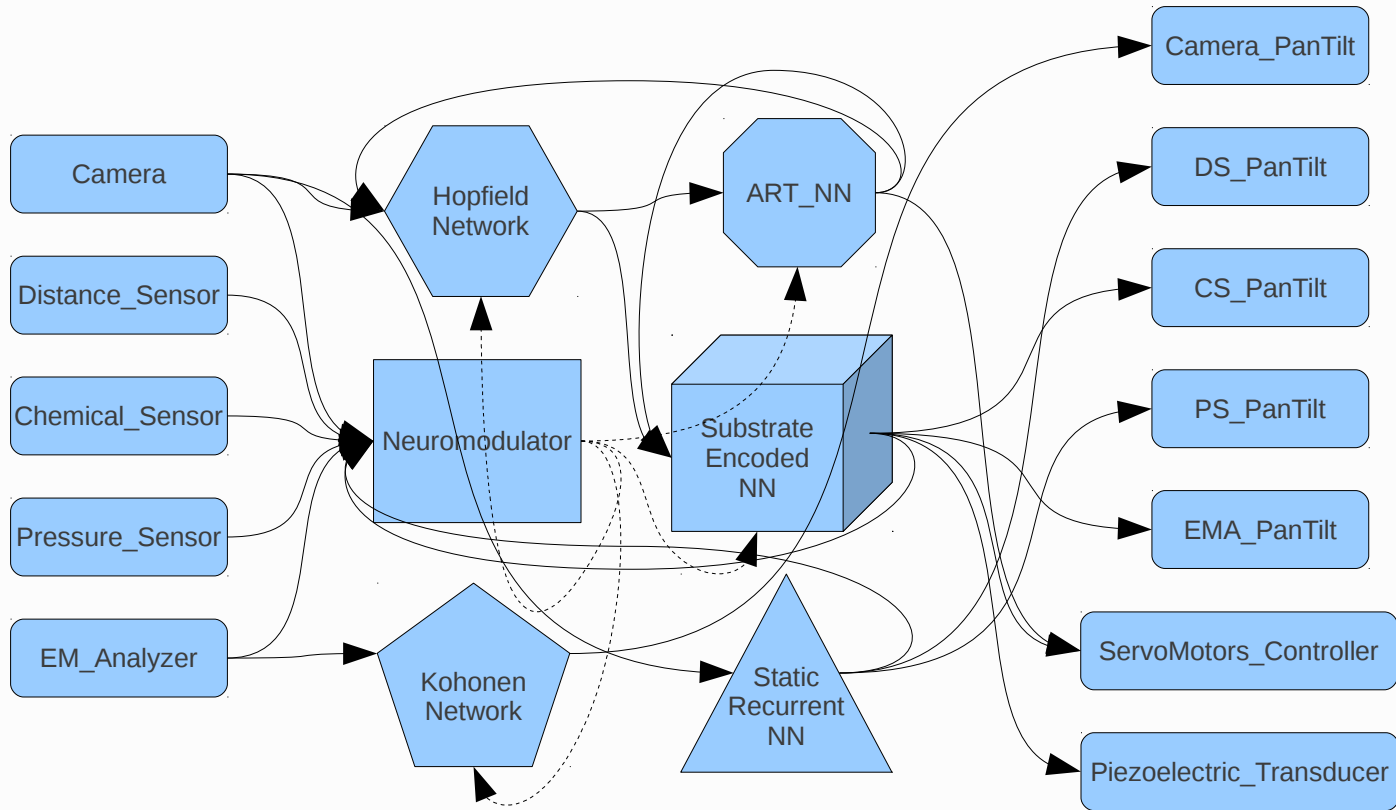 Camera
Distance_Sensor
Chemical_Sensor
Pressure_Sensor
EM_Analyzer
Hopfield
Network
Neuromodulator
Kohonen
Network
ART_NN
Substrate
Encoded
NN
Static
Recurrent
NN
Camera_PanTilt
DS_PanTilt
CS_PanTilt
PS_PanTilt
EMA_PanTilt
ServoMotors_Controller
Piezoelectric_Transducer